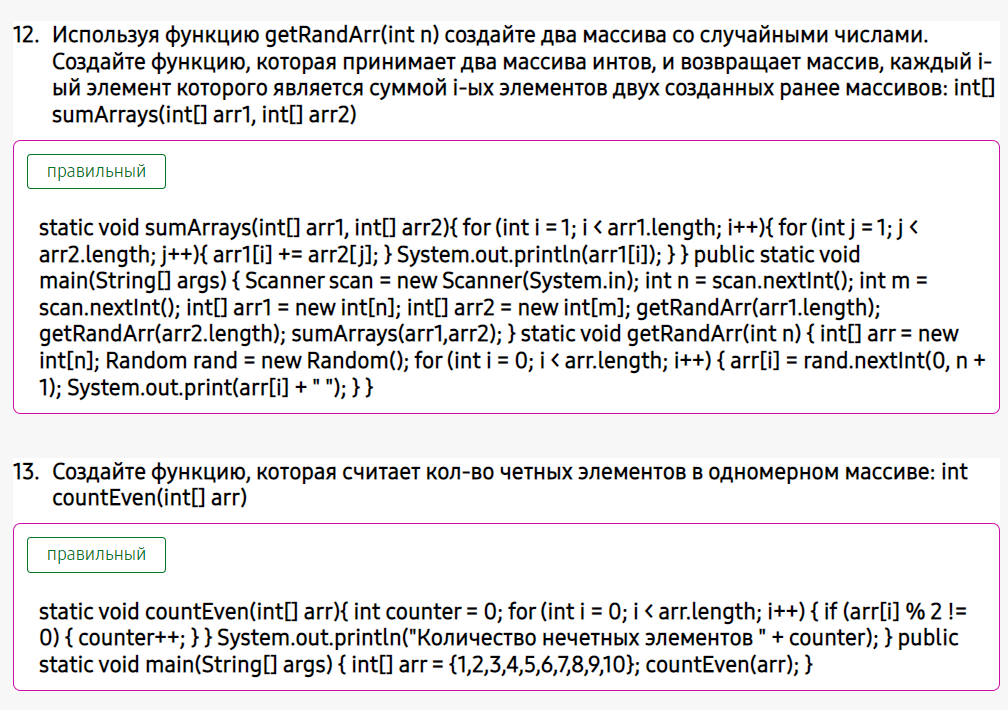 12. Используя функцию getRandArr(int n) создайте два массива со случайными числами.
Создайте функцию, которая принимает два массива интов, и возвращает массив, каждый i-
ый элемент которого является суммой i-ых элементов двух созданных ранее массивов: int[]
sumArrays(int[] arr1, int[] arr2)
правильный
static void sumArrays(int[] arr1, int[] arr2){ for (int i = 1; i < arr1.length; i++){ for (int j = 1; j <
arr2.length; j++){ arr1[i] += arr2[j]; } System.out.println(arr1[i]); } } public static void
main(String[] args) { Scanner scan = new Scanner(System.in); int n = scan.nextInt(); int m =
scan.nextInt(); int[] arr1 = new int[n]; int[] arr2 = new int[m]; getRandArr(arr1.length);
getRandArr(arr2.length); sumArrays(arr1,arr2); } static void getRandArr(int n) { int[] arr = new
int[n]; Random rand = new Random(); for (int i = 0; i < arr.length; i++) { arr[i] = rand.nextInt(0, n +
1); System.out.print(arr[i] + " "); } }
13. Создайте функцию, которая считает кол-во четных элементов в одномерном массиве: int
countEven(int[] arr)
правильный
static void countEven(int[] arr){ int counter = 0; for (int i = 0; i < arr.length; i++) { if (arr[i] % 2 !=
0) { counter++; } } System.out.println("Количество нечетных элементов " + counter); } public
static void main(String[] args) { int[] arr = {1,2,3,4,5,6,7,8,9,10}; countEven(arr); }